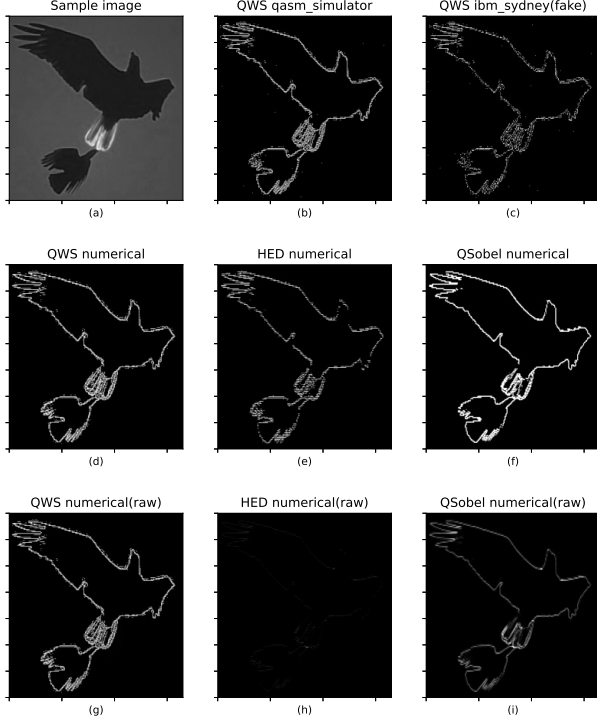 Sample image
QWS qasm_simulator
QWS ibm_sydney(fake)
(a)
(b)
(c)
QWS numerical
HED numerical
QSobel numerical
(d)
(e)
(f)
QWS numerical(raw)
HED numerical(raw)
QSobel numerical(raw)
(g)
(h)
(i)